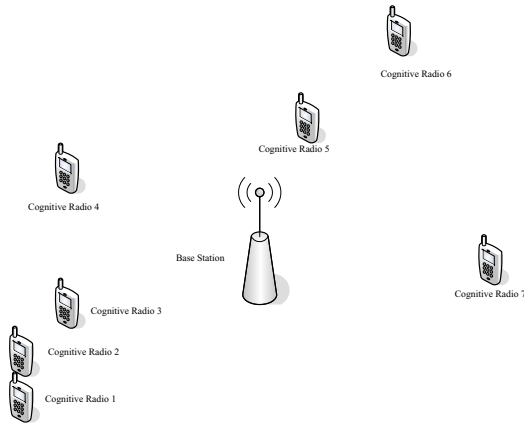 Cognitive Radio 6
Cognitive Radio 5
Cognitive Radio 4
Base Station
Cognitive Radio 7
Cognitive Radio 3
Cognitive Radio 2
Cognitive Radio 1